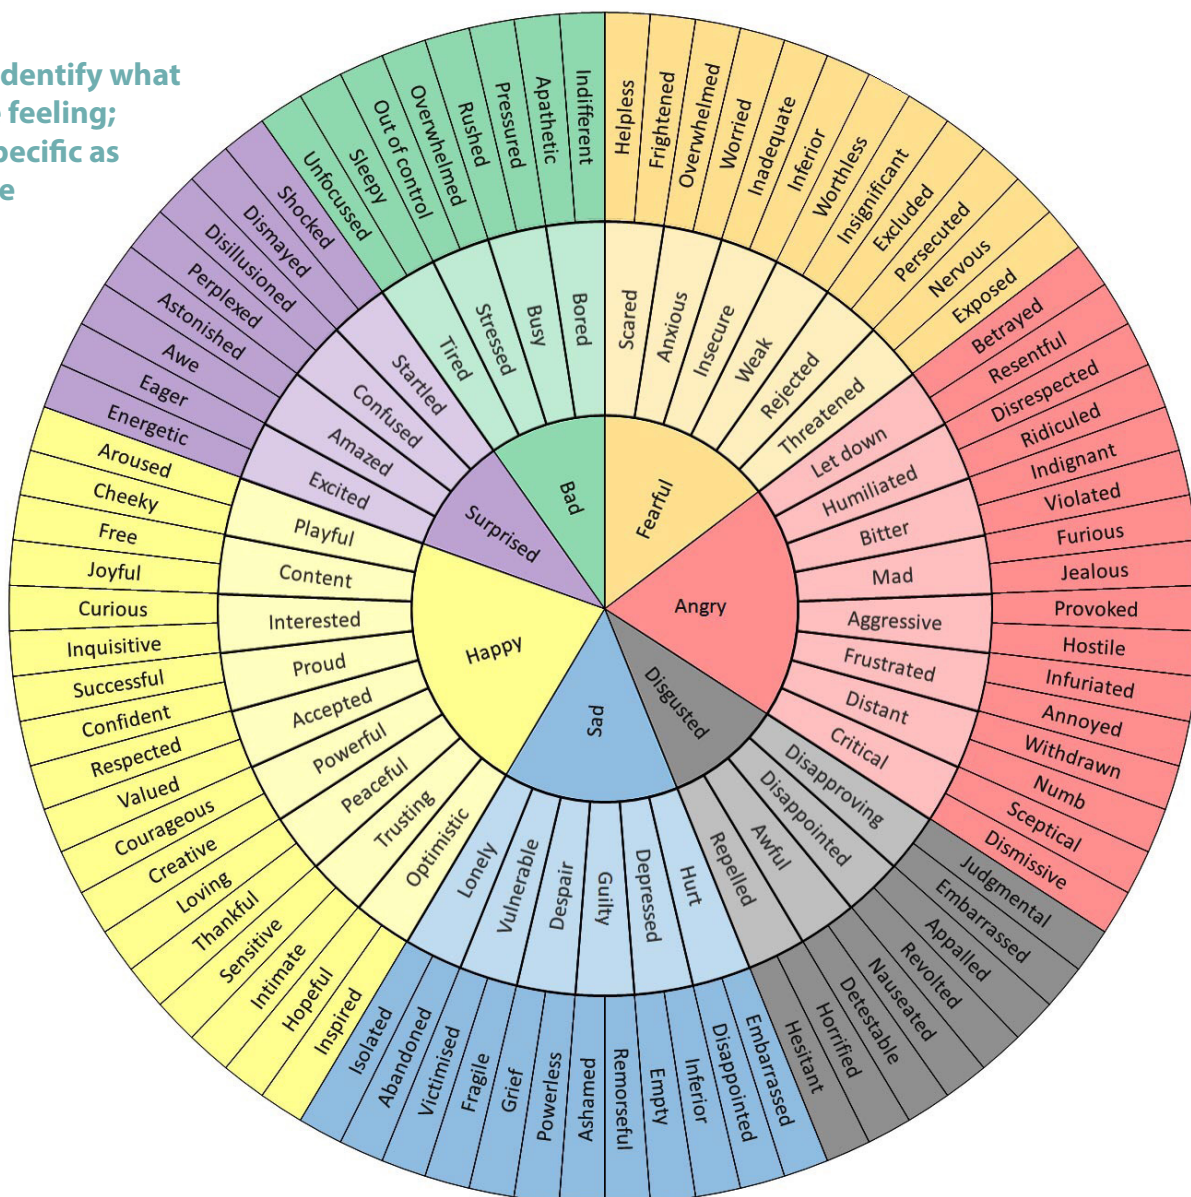 dentify what
feeling;
pecific as
e
Fearful
Angry
Disgusted
Sad
Happy
Surprised
Bad
Scared
Anxious
Insecure
Weak
Rejected
Threatened
Let down
Humiliated
Bitter
Mad
Aggressive
Frustrated
Distant
Critical
Disapproving
Disappointed
Awful
Repelled
Hurt
Depressed
Guilty
Despair
Vulnerable
Lonely
Optimistic
Trusting
Peaceful
Powerful
Accepted
Proud
Interested
Content
Playful
Excited
Amazed
Confused
Startled
Tired
Stressed
Busy
Bored
Helpless
Frightened
Overwhelmed
Worried
Inadequate
Inferior
Worthless
Insignificant
Excluded
Persecuted
Nervous
Exposed
Betrayed
Resentful
Disrespected
Ridiculed
Indignant
Violated
Furious
Jealous
Provoked
Hostile
Infuriated
Annoyed
Withdrawn
Numb
Sceptical
Dismissive
Judgmental
Embarrassed
Appalled
Revolted
Nauseated
Detestable
Horrified
Hesitant
Embarrassed
Disappointed
Inferior
Empty
Remorseful
Ashamed
Powerless
Grief
Fragile
Victimised
Abandoned
Isolated
Inspired
Hopeful
Intimate
Sensitive
Thankful
Loving
Creative
Courageous
Valued
Respected
Confident
Successful
Inquisitive
Curious
Joyful
Free
Cheeky
Aroused
Energetic
Eager
Awe
Astonished
Perplexed
Disillusioned
Dismayed
Shocked
Unfocussed
Sleepy
Out of control
Overwhelmed
Rushed
Pressured
Apathetic
Indifferent